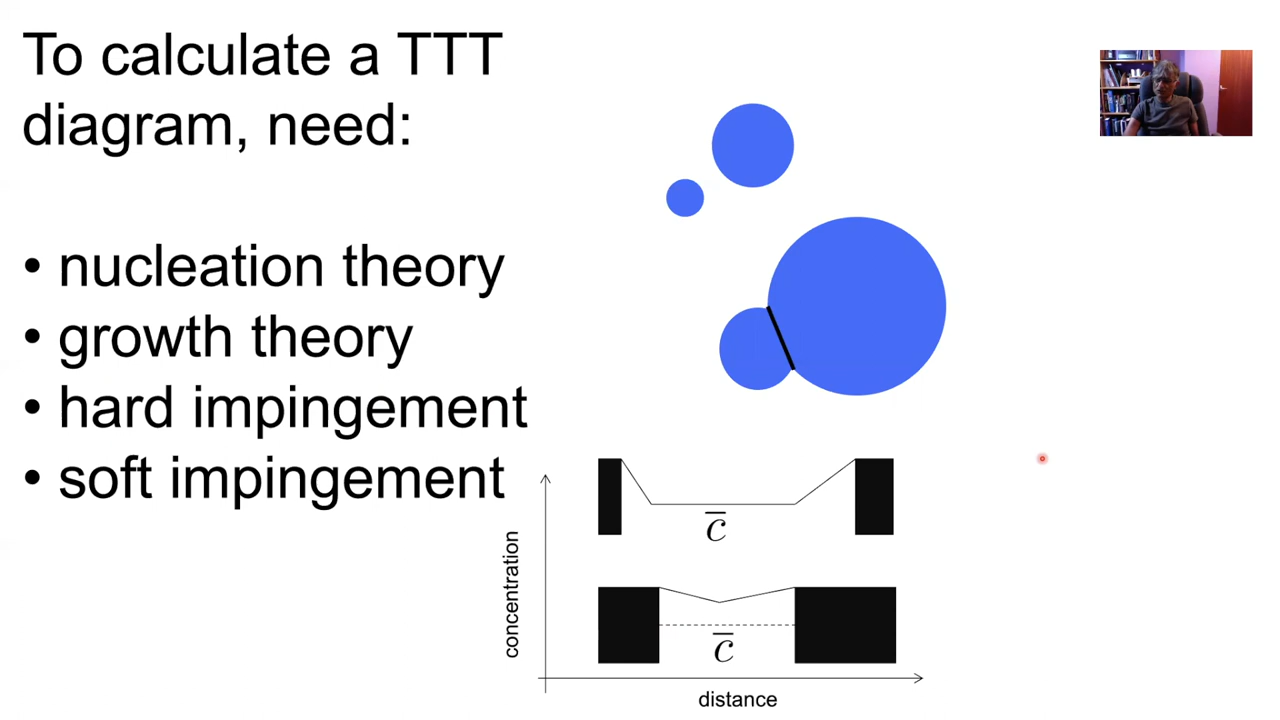 To calculate a TTT
diagram, need:
• nucleation theory
• growth theory
• hard impingement
• soft impingement
c̅
c̅
concentration
distance